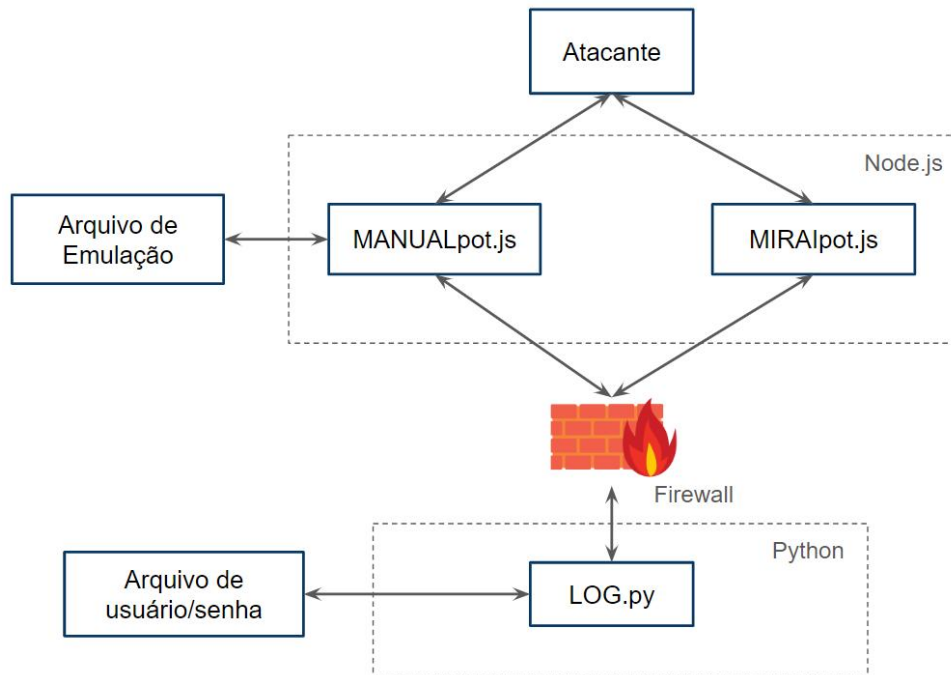 Atacante
Node.js
Arquivo de
Emulação
MANUALpot.js
MIRAIpot.js
Firewall
Python
Arquivo de
usuário/senha
LOG.py